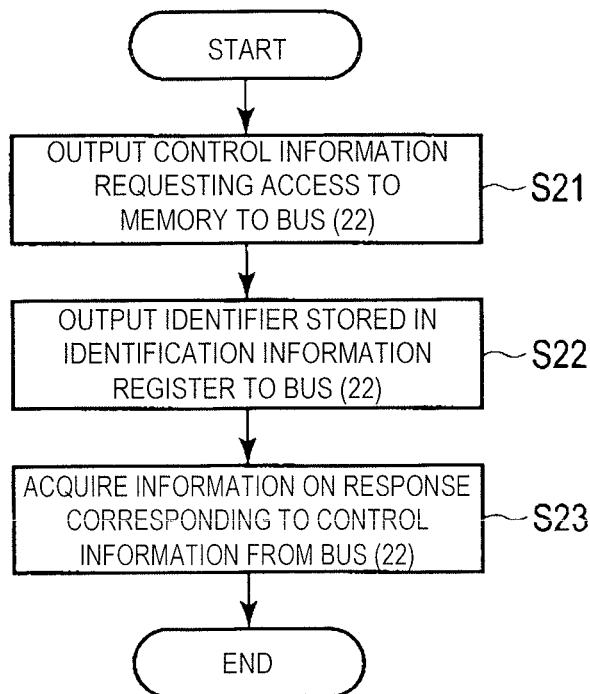 START
OUTPUT CONTROL INFORMATION
REQUESTING ACCESS TO
MEMORY TO BUS (22)
S21
OUTPUT IDENTIFIER STORED IN
IDENTIFICATION INFORMATION
REGISTER TO BUS (22)
S22
ACQUIRE INFORMATION ON RESPONSE
CORRESPONDING TO CONTROL
INFORMATION FROM BUS (22)
S23
END